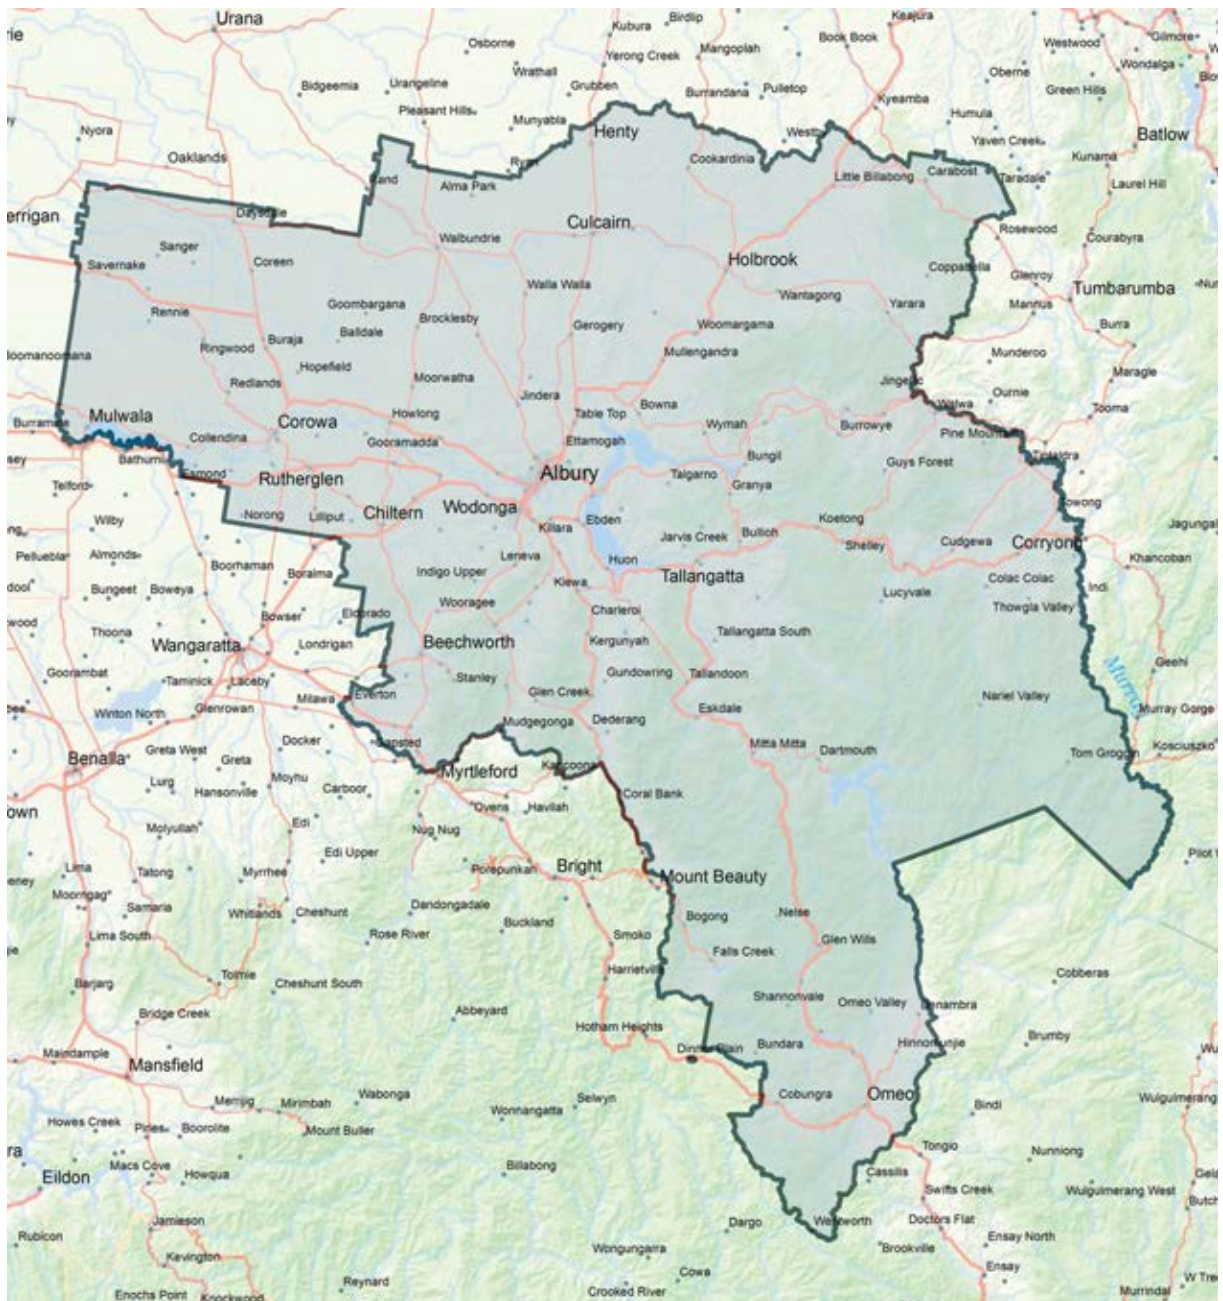 Urana
Birdlip
Keajura
Kubura
Osborne
Mangoplah
Book Book
Westwood
Gilmore
Yerong Creek
Wondalga
Wrathall
Oberne
Bidgeemia
Urangeline
Grubben
Burrandana
Pulletop
Green Hills
Pleasant Hills
Kyeamba
Humula
Munyabla
Henty
Batlow
Nyora
Yaven Creek
Oaklands
Cookardinia
Kunama
Carabost
Little Billabong
Taradale
Alma Park
Laurel Hill
Daysdale
Culcairn
Rosewood
Walbundrie
Courabyra
Sanger
Savernake
Coreen
Holbrook
Coppabella
Glenroy
Walla Walla
Tumbarumba
Wantagong
Goombargana
Mannus
Yarara
Rennie
Brocklesby
Gerogery
Woomargama
Burra
Balldale
Ringwood
Buraja
Mullengandra
Munderoo
Hopefield
Moorwatha
Maragle
Redlands
Jindera
Ournie
Bowna
Walwa
Tooma
Mulwala
Howlong
Table Top
Corowa
Wymah
Burrowye
Pine Mountain
Collendina
Gooramadda
Ettamogah
Bungil
Guys Forest
Albury
Talgarno
Rutherglen
Granya
Telford
Chiltern
Wodonga
Norong
Lilliput
Wilby
Killara
Ebden
Koetong
Bulioh
Jarvis Creek
Shelley
Cudgewa
Corryong
Pelluebla
Almonds
Leneva
Huon
Khancoban
Boorhaman
Boralma
Indigo Upper
Kiewa
Tallangatta
Colac Colac
Indi
Bungeet
Boweya
Wooragee
Charleroi
Lucyvale
Thowgla Valley
Bowser
Eldorado
Thoona
Londrigan
Beechworth
Kergunyah
Tallangatta South
Wangaratta
Geehi
Goorambat
Taminick
Laceby
Stanley
Gundowring
Tallandoon
Murray
Everton
Glen Creek
Nariel Valley
Winton North
Glenrowan
Milawa
Eskdale
Murray Gorge
Mudgegonga
Dederang
Docker
Gapsted
Mitta Mitta
Dartmouth
Greta West
Tom Groggin
Kosciuszko
Benalla
Greta
Moyhu
Myrtleford
Lurg
Hansonville
Carboor
Coral Bank
Ovens
Havilah
Molyullah
Edi
Nug Nug
Edi Upper
Lima
Tatong
Myrrhee
Porepunkan
Bright
Mount Beauty
Moorngag
Dandongadale
Samaria
Whitlands
Cheshunt
Buckland
Bogong
Nelse
Lima South
Rose River
Smoko
Glen Wills
Falls Creek
Tolmie
Harrietville
Cobberas
Barjarg
Cheshunt South
Shannonvale
Omeo Valley
Abbeyard
Bridge Creek
Hotham Heights
Brumby
Maindample
Dinner Plain
Bundara
Hinnomunjie
Mansfield
Wabonga
Selwyn
Cobungra
Omeo
Merrijig
Mirimbah
Wonnangatta
Bindi
Wulgulmerang
Howes Creek
Pines
Boorolite
Mount Buller
Tongio
Nunniong
Macs Cove
Howqua
Billabong
Cassilis
Eildon
Swifts Creek
Wulgulmerang West
Jamieson
Dargo
Wentworth
Doctors Flat
Rubicon
Brookville
Ensay North
Kevington
Wongungarra
Reynard
Cowa
Ensay
Enochs Point
Knockwood
Crooked River
Murrindal